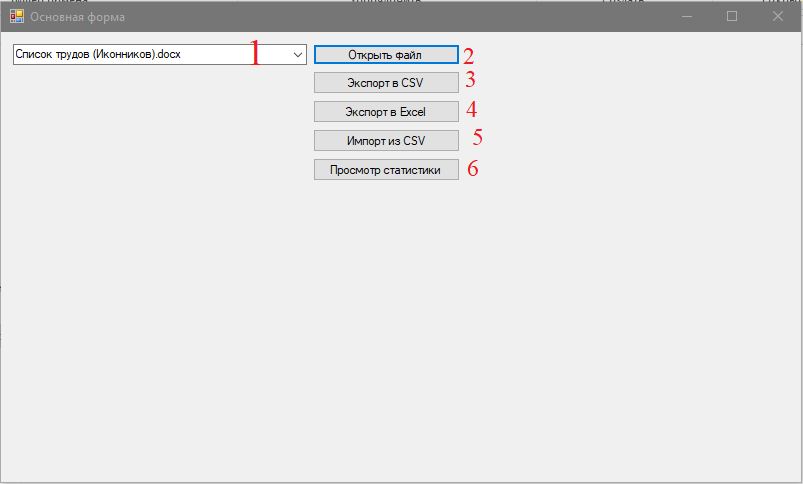 Основная форма
Список трудов (Иконников).docx 1 Открыть файл 2
Экспорт в CSV 3
Экспорт в Excel 4
Импорт из CSV 5
Просмотр статистики 6